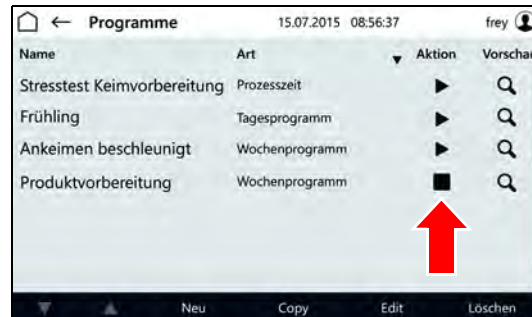 Programme 15.07.2015 08:56:37 frey
Name Art Aktion Vorschau
Stresstest Keimvorbereitung Prozesszeit
Frühling Tagesprogramm
Ankeimen beschleunigt Wochenprogramm
Produktvorbereitung Wochenprogramm
Neu Copy Edit Löschen